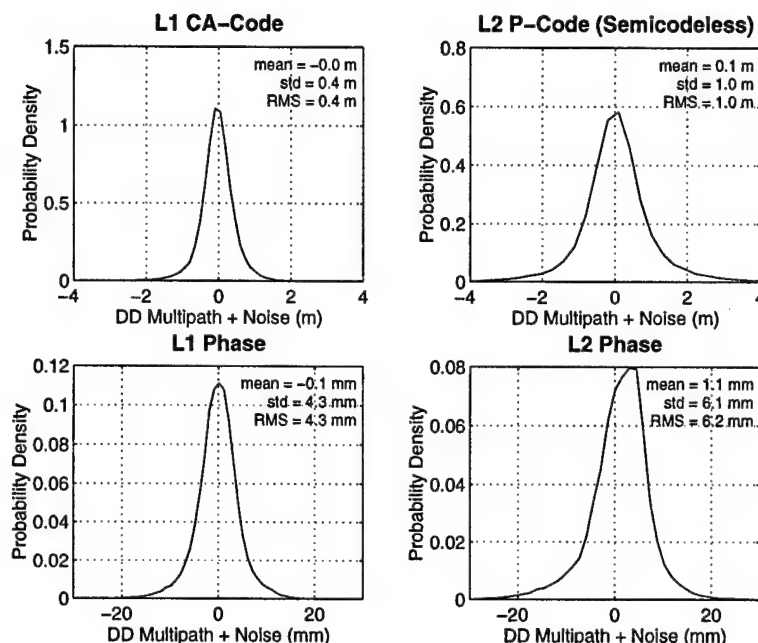 L1 CA-Code
mean = -0.0 m
std = 0.4 m
RMS = 0.4 m
1.5
1
0.5
0
-4 -2 0 2 4
Probability Density
DD Multipath + Noise (m)
L2 P-Code (Semicodeless)
mean = 0.1 m
std = 1.0 m
RMS = 1.0 m
0.8
0.6
0.4
0.2
0
-4 -2 0 2 4
Probability Density
DD Multipath + Noise (m)
L1 Phase
mean = -0.1 mm
std = 4.3 mm
RMS = 4.3 mm
0.12
0.1
0.08
0.06
0.04
0.02
0
-20 0 20
Probability Density
DD Multipath + Noise (mm)
L2 Phase
mean = 1.1 mm
std = 6.1 mm
RMS = 6.2 mm
0.08
0.06
0.04
0.02
0
-20 0 20
Probability Density
DD Multipath + Noise (mm)